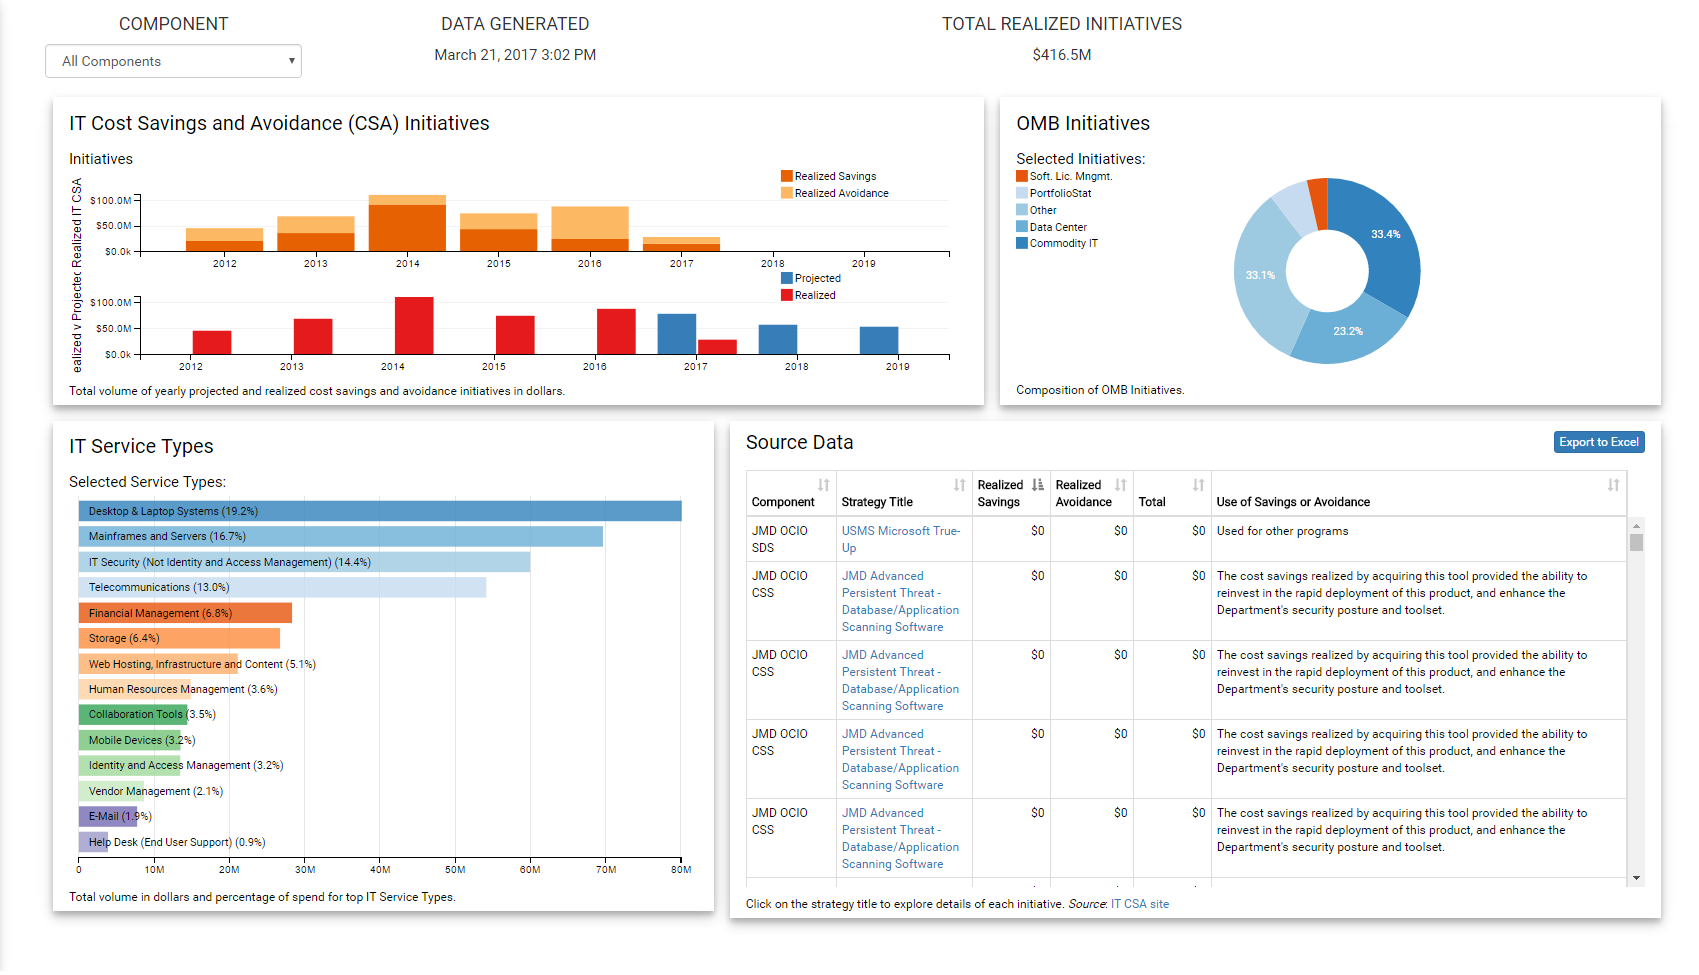 COMPONENT
All Components
DATA GENERATED
March 21, 2017 3:02 PM
TOTAL REALIZED INITIATIVES
$416.5M
IT Cost Savings and Avoidance (CSA) Initiatives
Initiatives
Realized IT CSA
Realized Savings
Realized Avoidance
$100.0M
$50.0M
$0.0k
2012 2013 2014 2015 2016 2017 2018 2019
ealized v Projected
Projected
Realized
$100.0M
$50.0M
$0.0k
2012 2013 2014 2015 2016 2017 2018 2019
Total volume of yearly projected and realized cost savings and avoidance initiatives in dollars.
OMB Initiatives
Selected Initiatives:
Soft. Lic. Mngmt.
PortfolioStat
Other
Data Center
Commodity IT
33.4%
33.1%
23.2%
Composition of OMB Initiatives.
IT Service Types
Selected Service Types:
Desktop & Laptop Systems (19.2%)
Mainframes and Servers (16.7%)
IT Security (Not Identity and Access Management) (14.4%)
Telecommunications (13.0%)
Financial Management (6.8%)
Storage (6.4%)
Web Hosting, Infrastructure and Content (5.1%)
Human Resources Management (3.6%)
Collaboration Tools (3.5%)
Mobile Devices (3.2%)
Identity and Access Management (3.2%)
Vendor Management (2.1%)
E-Mail (1.9%)
Help Desk (End User Support) (0.9%)
0 10M 20M 30M 40M 50M 60M 70M 80M
Total volume in dollars and percentage of spend for top IT Service Types.
Source Data
Export to Excel
Component Strategy Title Realized Savings Realized Avoidance Total Use of Savings or Avoidance
JMD OCIO USMS Microsoft True- $0 $0 $0 Used for other programs
SDS Up
JMD OCIO JMD Advanced $0 $0 $0 The cost savings realized by acquiring this tool provided the ability to
CSS Persistent Threat - reinvest in the rapid deployment of this product, and enhance the
Database/Application Department's security posture and toolset.
Scanning Software
JMD OCIO JMD Advanced $0 $0 $0 The cost savings realized by acquiring this tool provided the ability to
CSS Persistent Threat - reinvest in the rapid deployment of this product, and enhance the
Database/Application Department's security posture and toolset.
Scanning Software
JMD OCIO JMD Advanced $0 $0 $0 The cost savings realized by acquiring this tool provided the ability to
CSS Persistent Threat - reinvest in the rapid deployment of this product, and enhance the
Database/Application Department's security posture and toolset.
Scanning Software
JMD OCIO JMD Advanced $0 $0 $0 The cost savings realized by acquiring this tool provided the ability to
CSS Persistent Threat - reinvest in the rapid deployment of this product, and enhance the
Database/Application Department's security posture and toolset.
Scanning Software
Click on the strategy title to explore details of each initiative. Source: IT CSA site